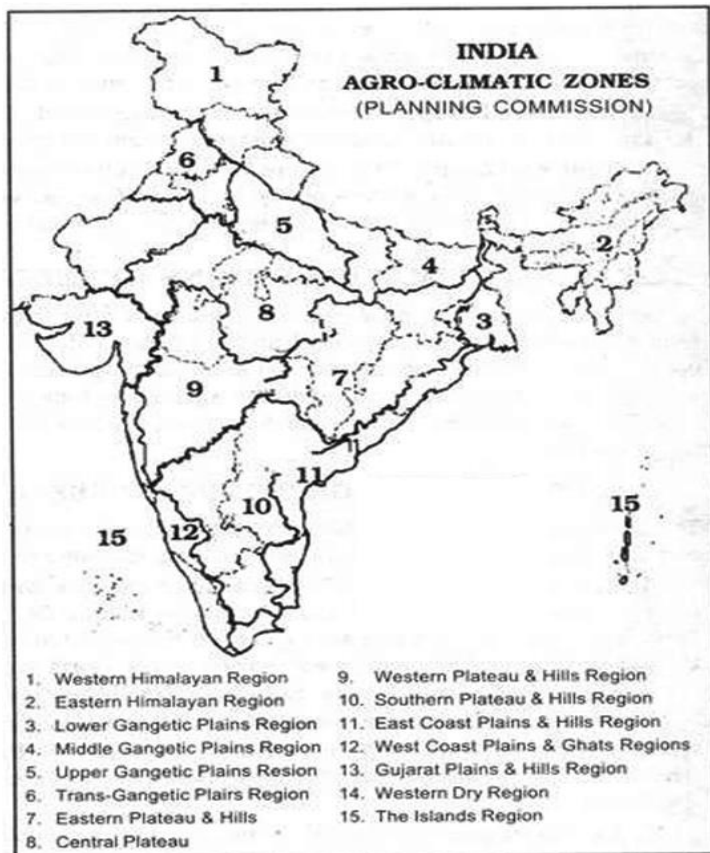 INDIA
AGRO-CLIMATIC ZONES
(PLANNING COMMISSION)
1
6
5
2
4
8
3
13
7
9
11
10
15
12
15
1. Western Himalayan Region
2. Eastern Himalayan Region
3. Lower Gangetic Plains Region
4. Middle Gangetic Plains Region
5. Upper Gangetic Plains Resion
6. Trans-Gangetic Plairs Region
7. Eastern Plateau & Hills
8. Central Plateau
9. Western Plateau & Hills Region
10. Southern Plateau & Hills Region
11. East Coast Plains & Hills Region
12. West Coast Plains & Ghats Regions
13. Gujarat Plains & Hills Region
14. Western Dry Region
15. The Islands Region